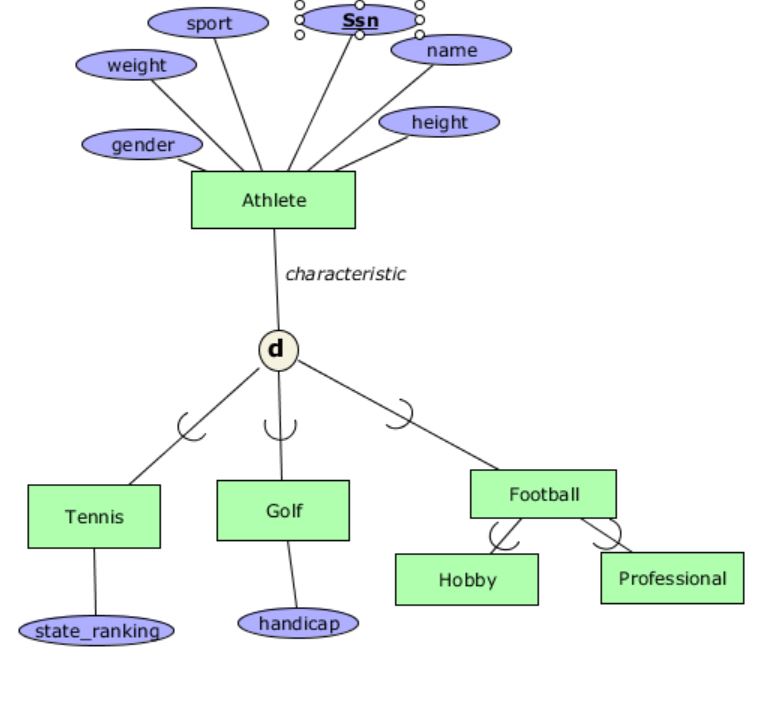 sport
Ssn
weight
name
gender
height
Athlete
characteristic
d
Tennis
Golf
Football
Hobby
Professional
state_ranking
handicap